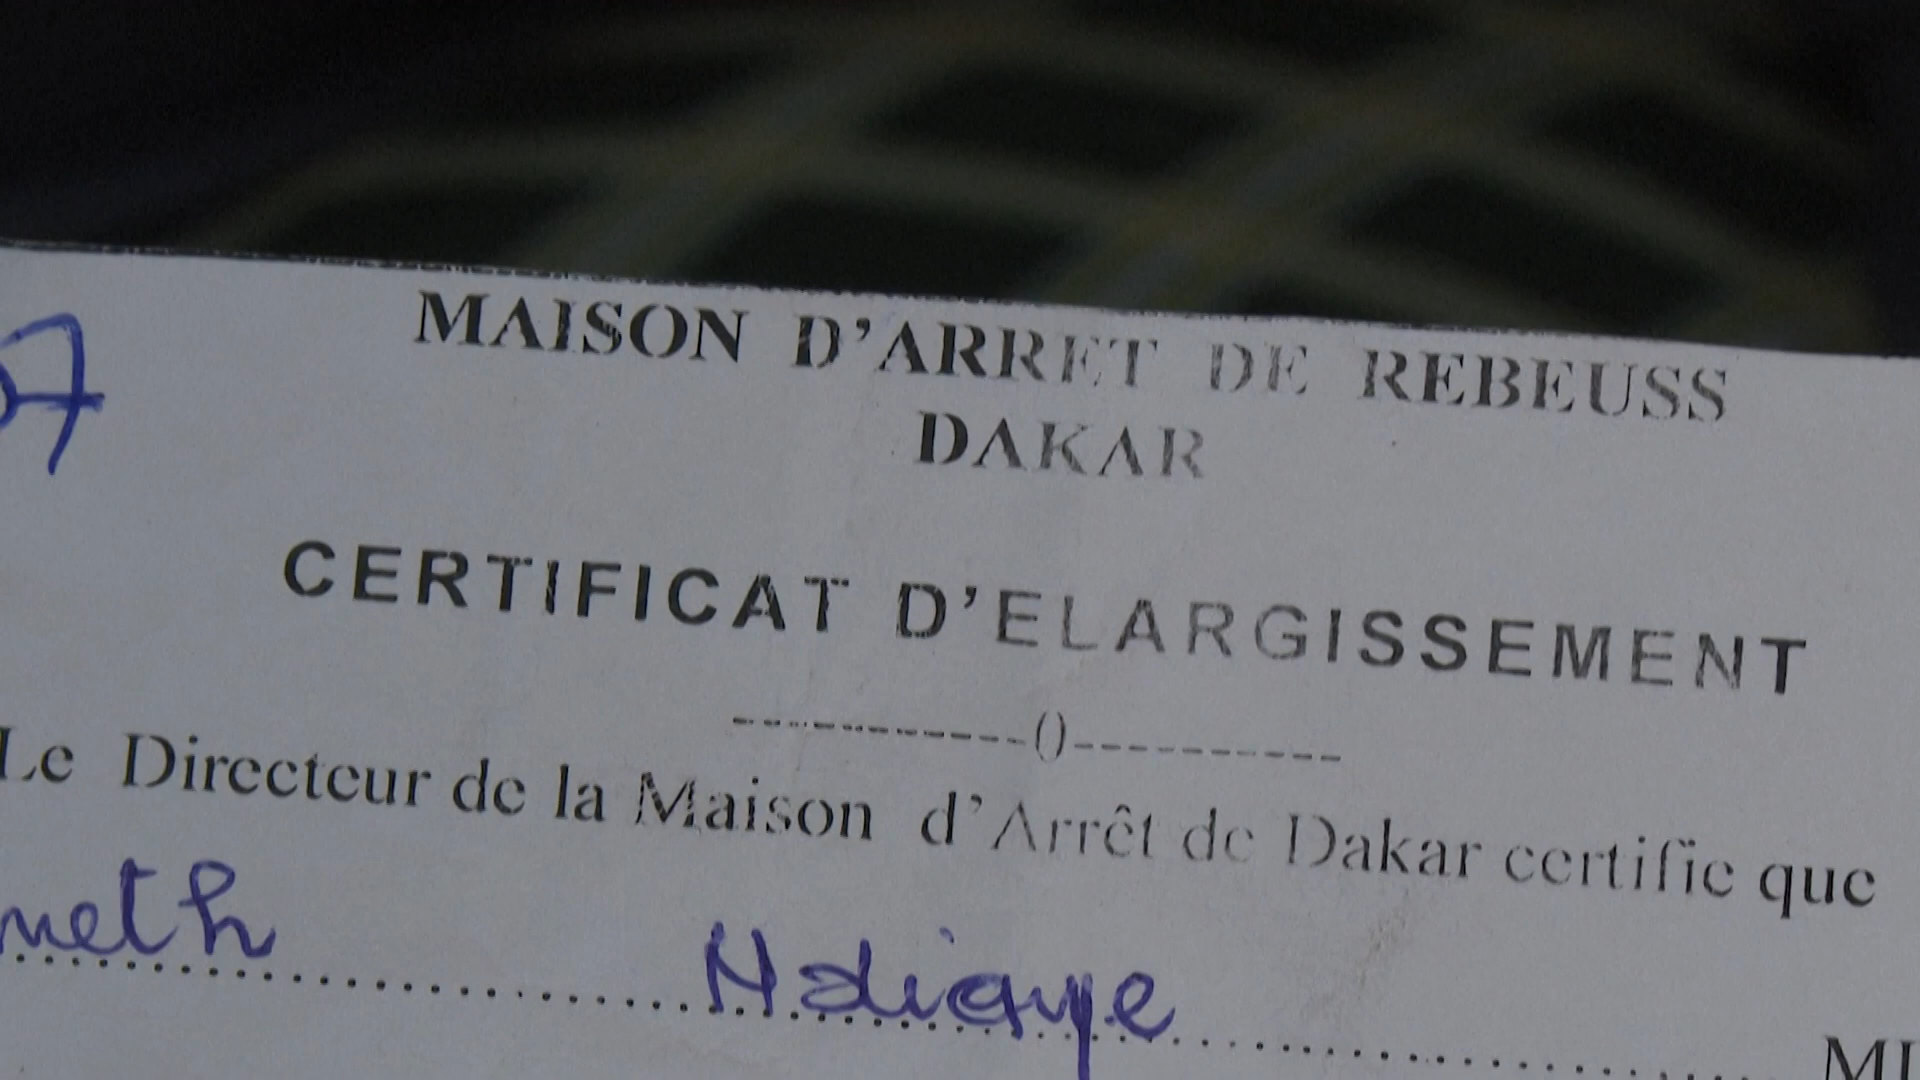 MAISON D'ARRET DE REBEUSS
DAKAR
CERTIFICAT D'ELARGISSEMENT
-----------0----------
Le Directeur de la Maison d'Arrêt de Dakar certifie que
meth Ndiaye